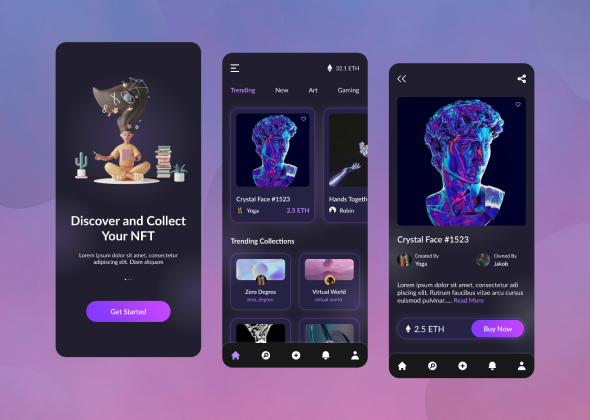 Discover and Collect
Your NFT
Lorem ipsum dolor sit amet, consectetur
adipiscing elit. Diam aliquam
Get Started
32.1 ETH
Trending New Art Gaming
Crystal Face #1523
Yoga 2.5 ETH
Hands Togeth
Robin
Trending Collections
Zero Degree
zero_degree
Virtual World
virtual world
Crystal Face #1523
Created By
Yoga
Owned By
Jakob
Lorem ipsum dolor sit amet, consectetur adi
piscing elit. Rutrum faucibus vitae arcu cursus
euismod pulvinar..... Read More
2.5 ETH
Buy Now